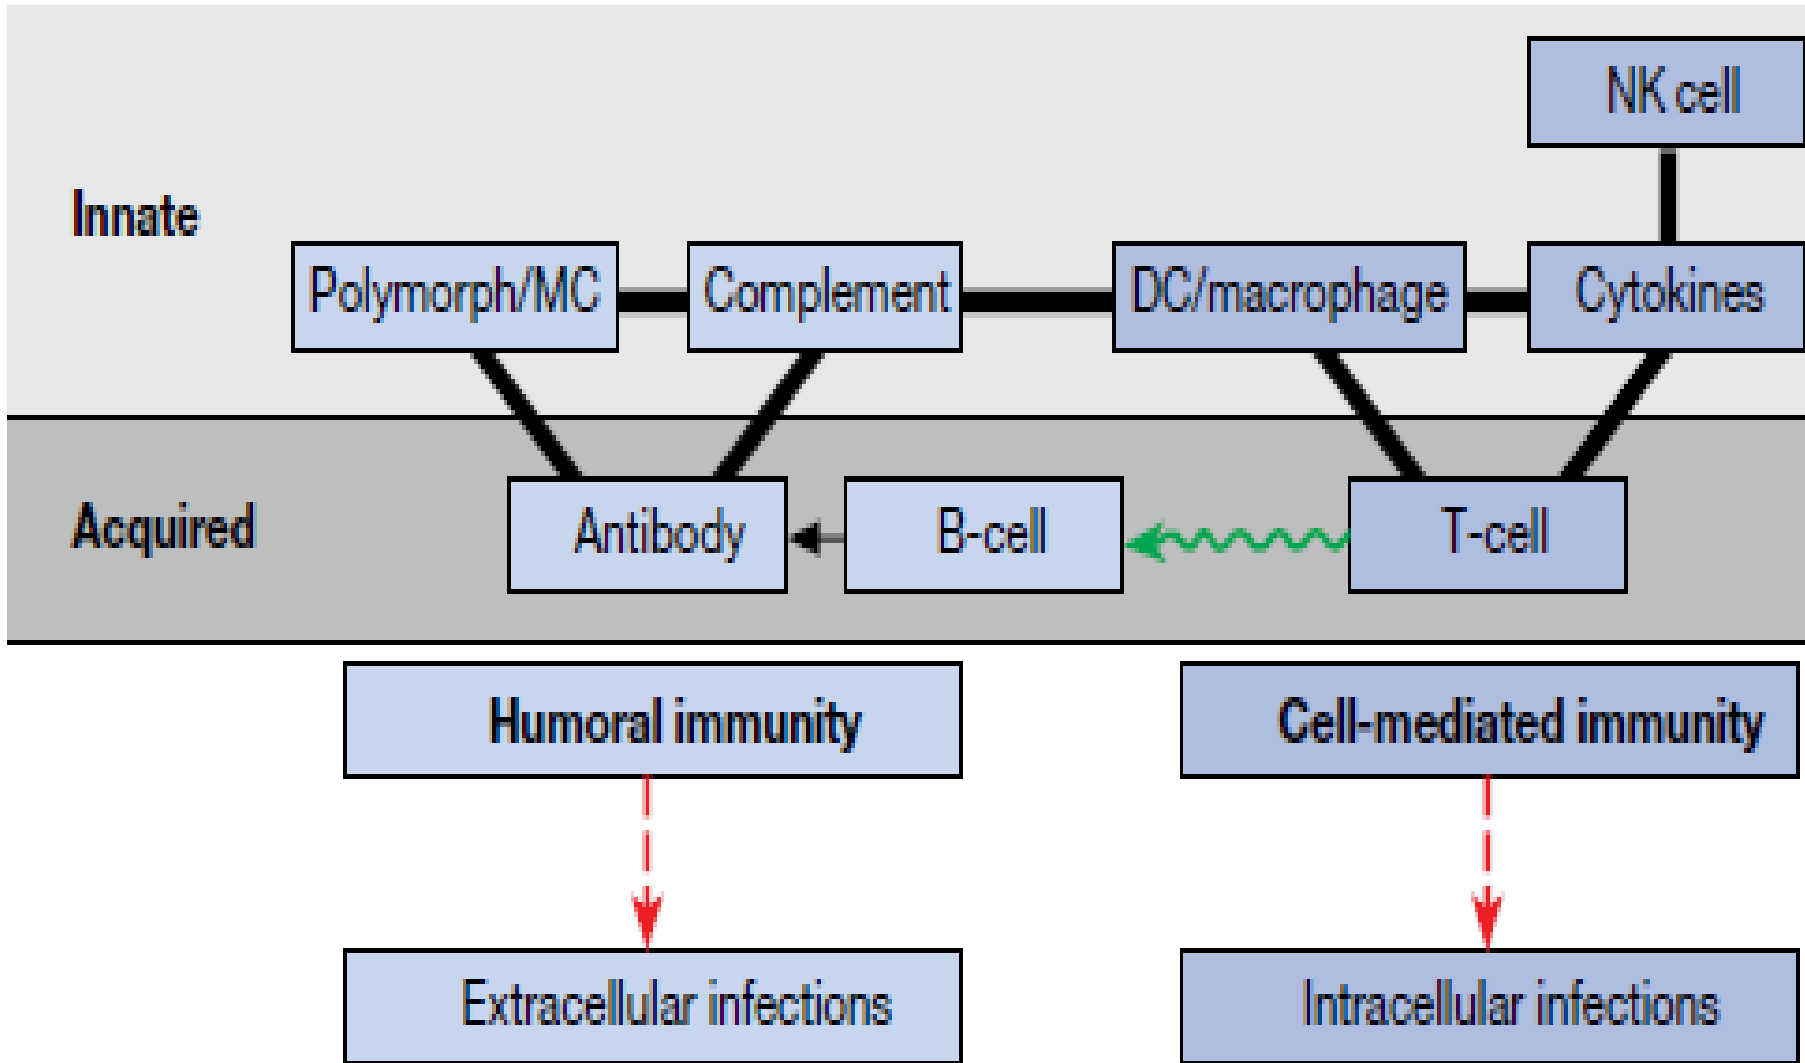 NK cell
Innate
Polymorph/MC
Complement
DC/macrophage
Cytokines
Acquired
Antibody
B-cell
T-cell
Humoral immunity
Cell-mediated immunity
Extracellular infections
Intracellular infections